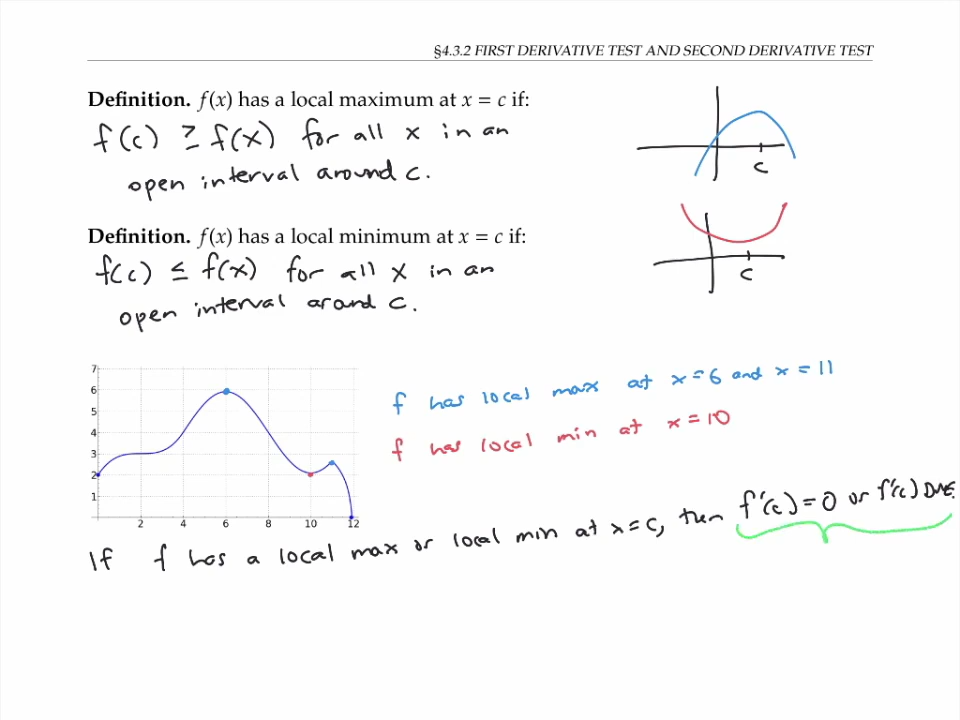 §4.3.2 FIRST DERIVATIVE TEST AND SECOND DERIVATIVE TEST
Definition. f(x) has a local maximum at x = c if:
f(c) ≥ f(x) for all x in an
open interval around c.
c
Definition. f(x) has a local minimum at x = c if:
f(c) ≤ f(x) for all x in an
open interval around c.
c
7
6
5
4
3
2
1
2 4 6 8 10 12
f has local max at x=6 and x=11
f has local min at x=10
If f has a local max or local min at x=c, then f'(c)=0 or f'(c) DNE.